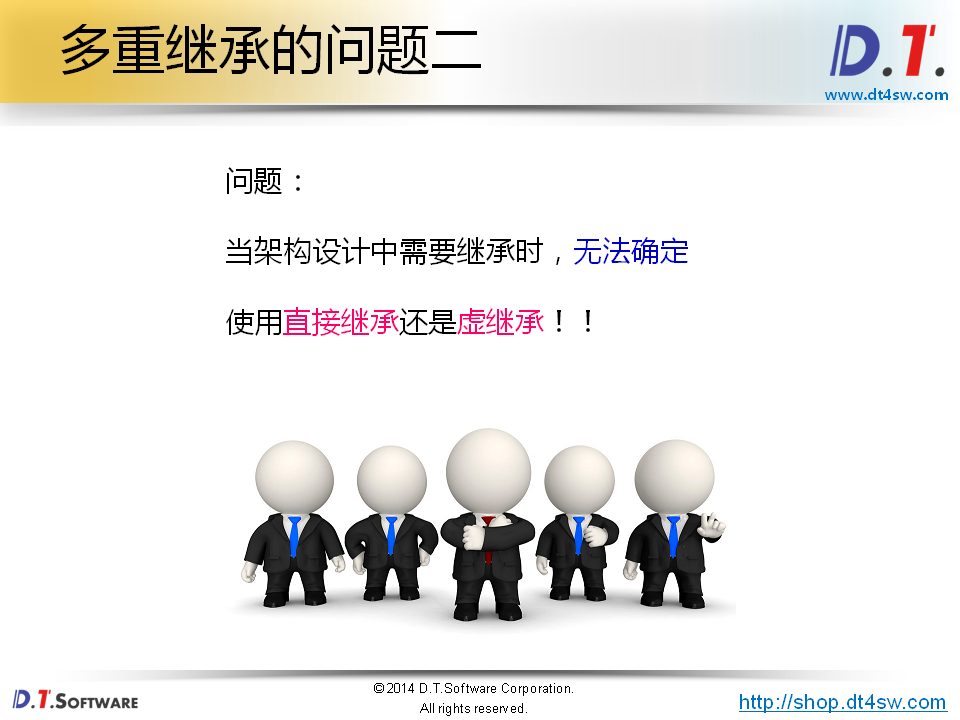 多重继承的问题二
D.T.
www.dt4sw.com
问题：
当架构设计中需要继承时，无法确定
使用直接继承还是虚继承！！
D.T.SOFTWARE
©2014 D.T.Software Corporation.
All rights reserved.
http://shop.dt4sw.com